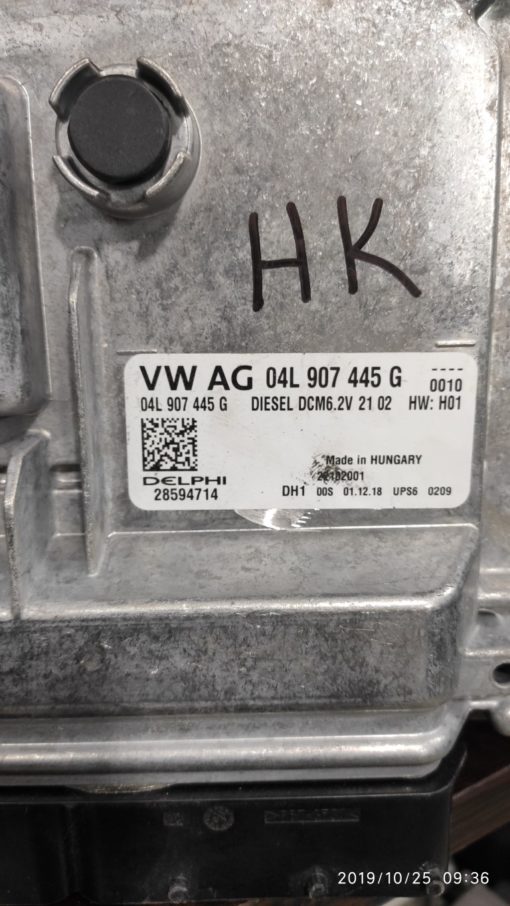 HK
VW AG 04L 907 445 G
----
0010
04L 907 445 G DIESEL DCM6.2V 21 02 HW: H01
Made in HUNGARY
DELPHI
28594714
DH1 00S 01.12.18 UPS6 0209
2019/10/25 09:36